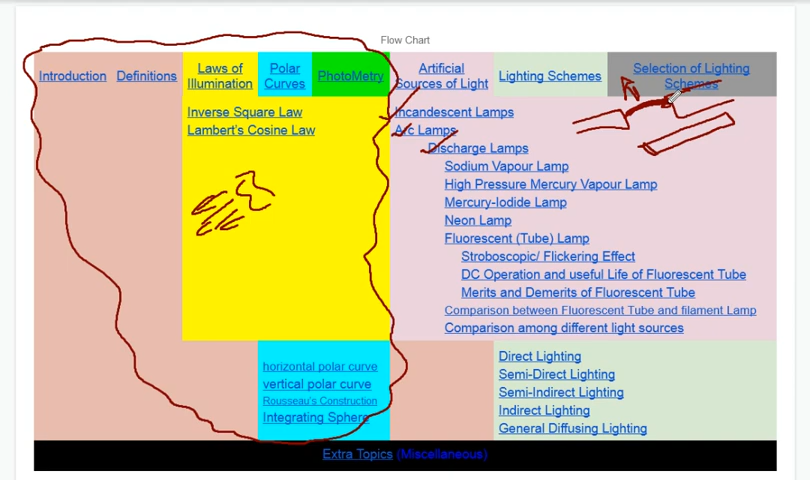 Flow Chart
Introduction Definitions Laws of Illumination Polar Curves PhotoMetry Artificial Sources of Light Lighting Schemes Selection of Lighting Schemes
Inverse Square Law
Lambert's Cosine Law
Incandescent Lamps
Arc Lamps
Discharge Lamps
Sodium Vapour Lamp
High Pressure Mercury Vapour Lamp
Mercury-Iodide Lamp
Neon Lamp
Fluorescent (Tube) Lamp
Stroboscopic/ Flickering Effect
DC Operation and useful Life of Fluorescent Tube
Merits and Demerits of Fluorescent Tube
Comparison between Fluorescent Tube and filament Lamp
Comparison among different light sources
horizontal polar curve
vertical polar curve
Rousseau's Construction
Integrating Sphere
Direct Lighting
Semi-Direct Lighting
Semi-Indirect Lighting
Indirect Lighting
General Diffusing Lighting
Extra Topics (Miscellaneous)